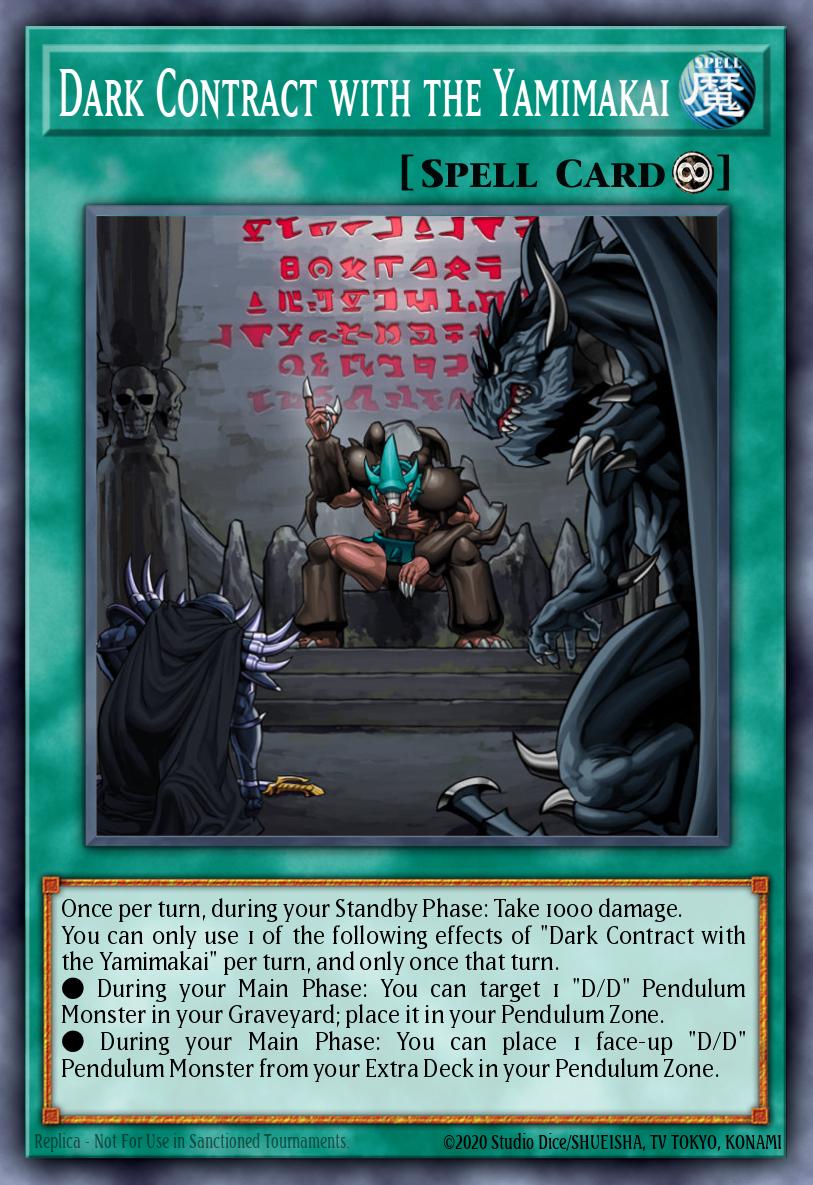 DARK CONTRACT WITH THE YAMIMAKAI
SPELL
魔
[SPELL CARD]
Once per turn, during your Standby Phase: Take 1000 damage.
You can only use 1 of the following effects of "Dark Contract with
the Yamimakai" per turn, and only once that turn.
● During your Main Phase: You can target 1 "D/D" Pendulum
Monster in your Graveyard; place it in your Pendulum Zone.
● During your Main Phase: You can place 1 face-up "D/D"
Pendulum Monster from your Extra Deck in your Pendulum Zone.
Replica - Not For Use in Sanctioned Tournaments.
©2020 Studio Dice/SHUEISHA, TV TOKYO, KONAMI